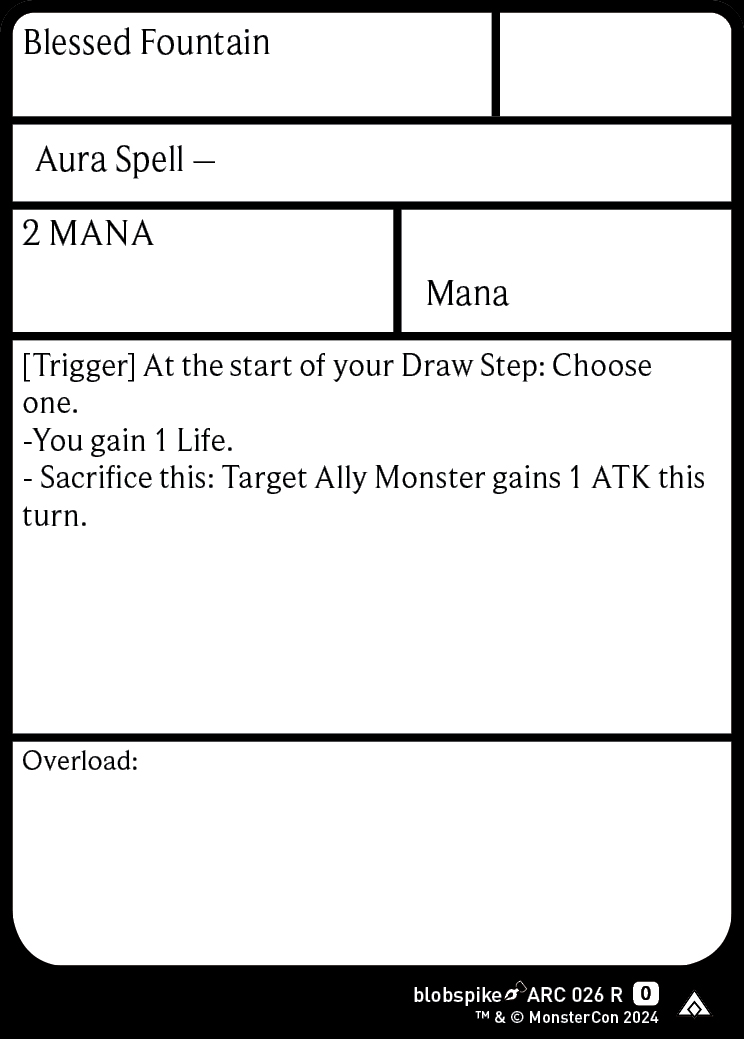 Blessed Fountain
Aura Spell –
2 MANA
Mana
[Trigger] At the start of your Draw Step: Choose
one.
-You gain 1 Life.
- Sacrifice this: Target Ally Monster gains 1 ATK this
turn.
Overload:
blobspike ARC 026 R 0
™ & © MonsterCon 2024